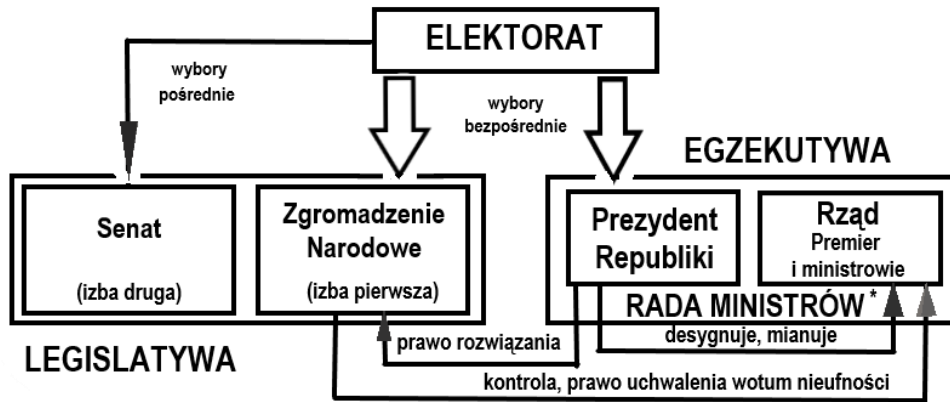 ELEKTORAT
wybory
pośrednie
wybory
bezpośrednie
EGZEKUTYWA
Senat
(izba druga)
Zgromadzenie
Narodowe
(izba pierwsza)
Prezydent
Republiki
Rząd
Premier
i ministrowie
RADA MINISTRÓW *
LEGISLATYWA
prawo rozwiązania
desygnuje, mianuje
kontrola, prawo uchwalenia wotum nieufności